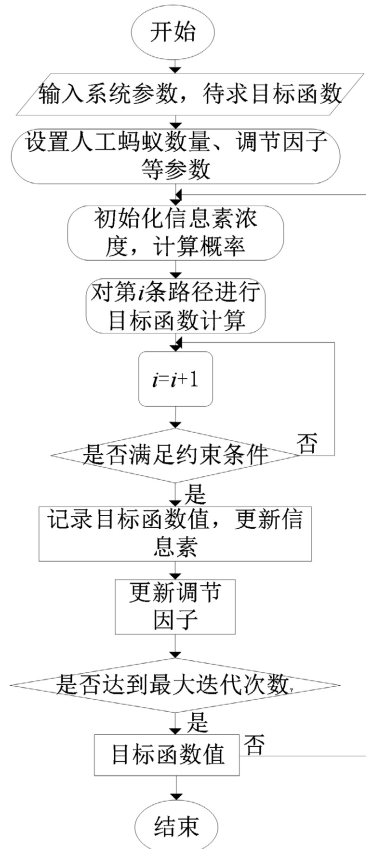 开始
输入系统参数，待求目标函数
设置人工蚂蚁数量、调节因子
等参数
初始化信息素浓
度，计算概率
对第i条路径进行
目标函数计算
i=i+1
是否满足约束条件
否
是
记录目标函数值，更新信
息素
更新调节
因子
是否达到最大迭代次数
是
目标函数值
否
结束